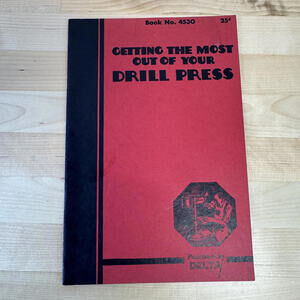 Book No. 4530 25¢
GETTING THE MOST
OUT OF YOUR
DRILL PRESS
DELTA